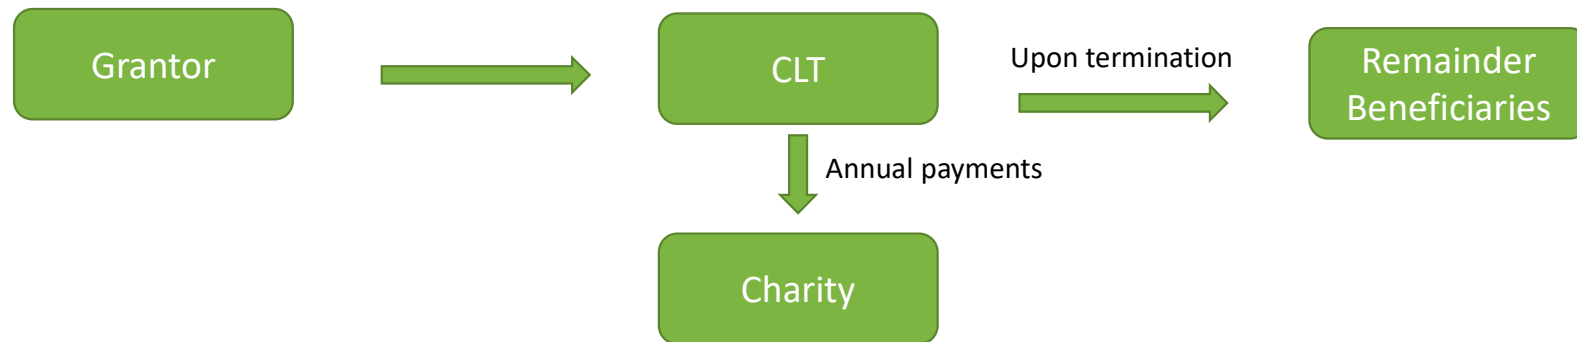 Grantor
CLT
Upon termination
Remainder
Beneficiaries
Annual payments
Charity